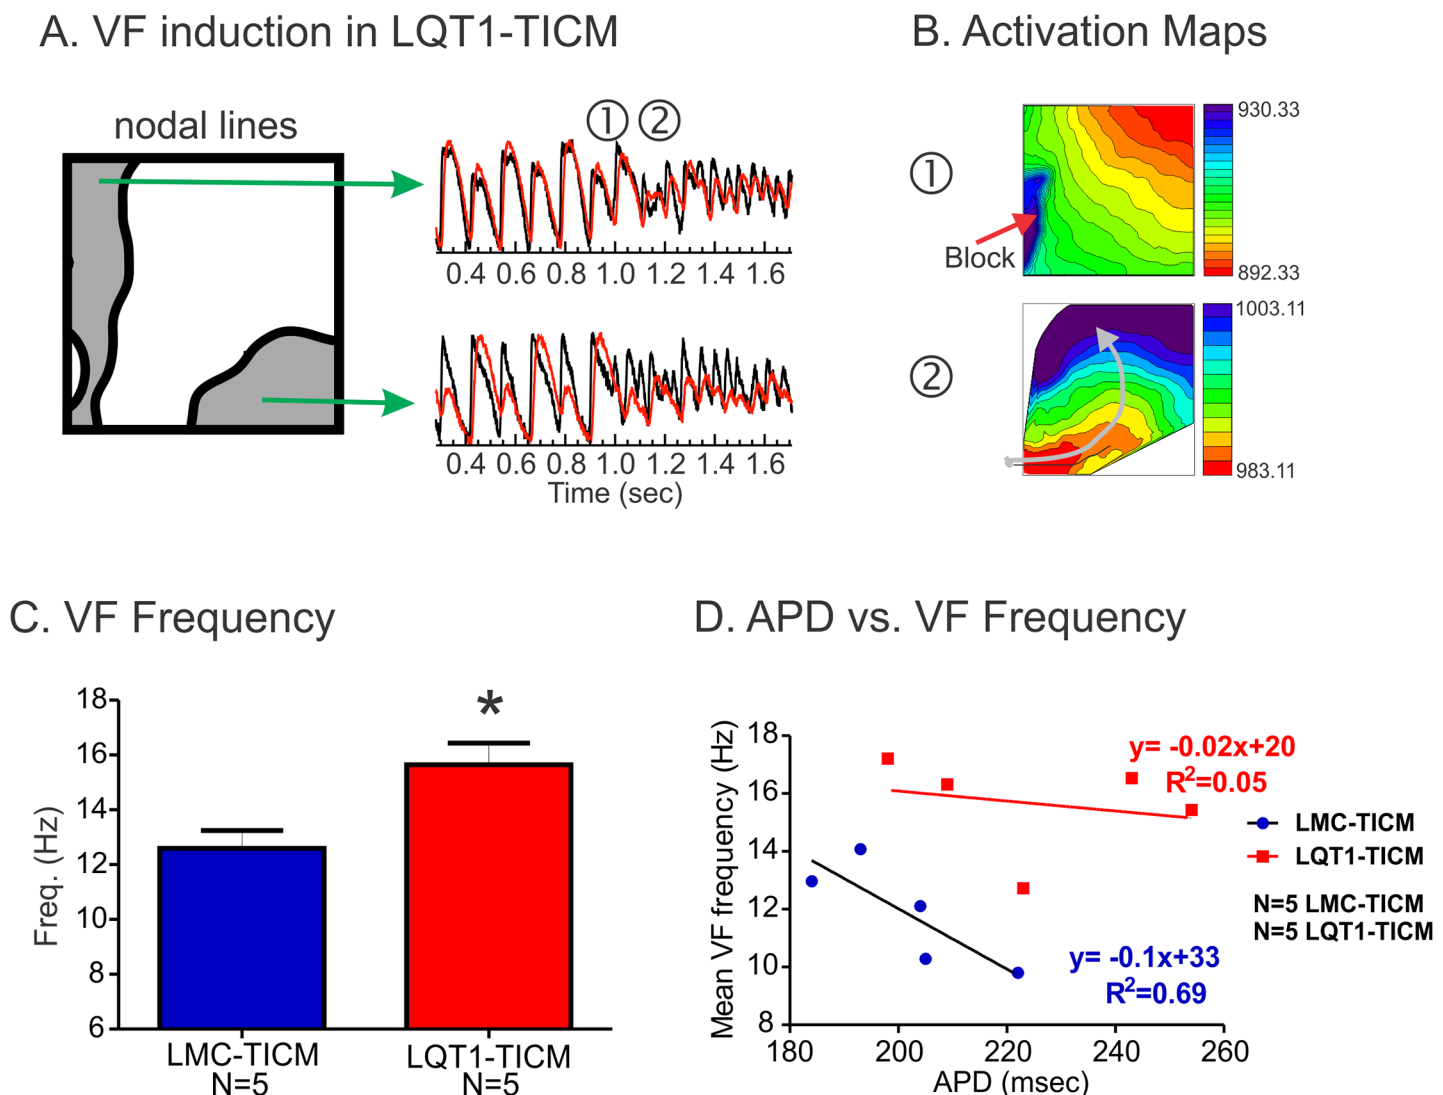 A. VF induction in LQT1-TICM
nodal lines
① ②
0.4 0.6 0.8 1.0 1.2 1.4 1.6
0.4 0.6 0.8 1.0 1.2 1.4 1.6
Time (sec)
B. Activation Maps
①
Block
930.33
892.33
②
1003.11
983.11
C. VF Frequency
Freq. (Hz)
18
16
14
12
10
8
6
*
LMC-TICM
N=5
LQT1-TICM
N=5
D. APD vs. VF Frequency
Mean VF frequency (Hz)
18
16
14
12
10
8
180 200 220 240 260
APD (msec)
y= -0.02x+20
R²=0.05
y= -0.1x+33
R²=0.69
LMC-TICM
LQT1-TICM
N=5 LMC-TICM
N=5 LQT1-TICM